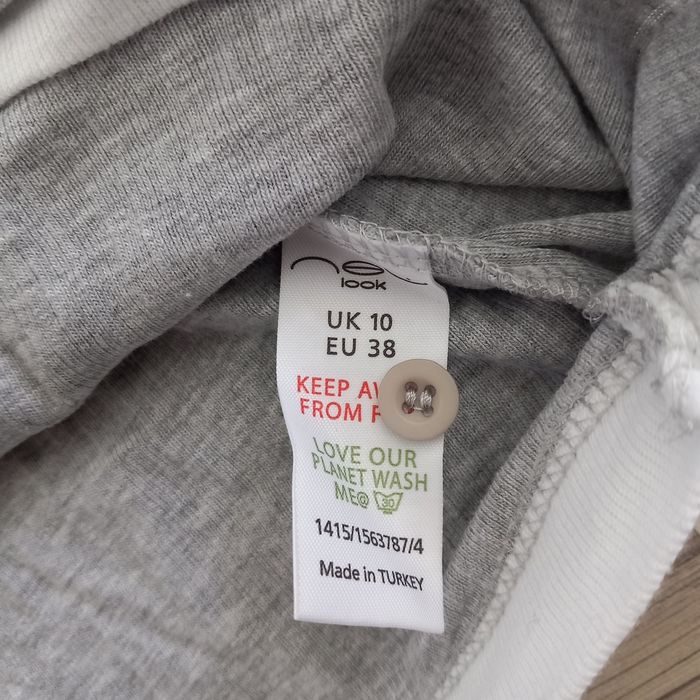 new
look
UK 10
EU 38
KEEP
FROM
LOVE OUR
PLANET WASH
ME@ 30
1415/1563787/4
Made in TURKEY